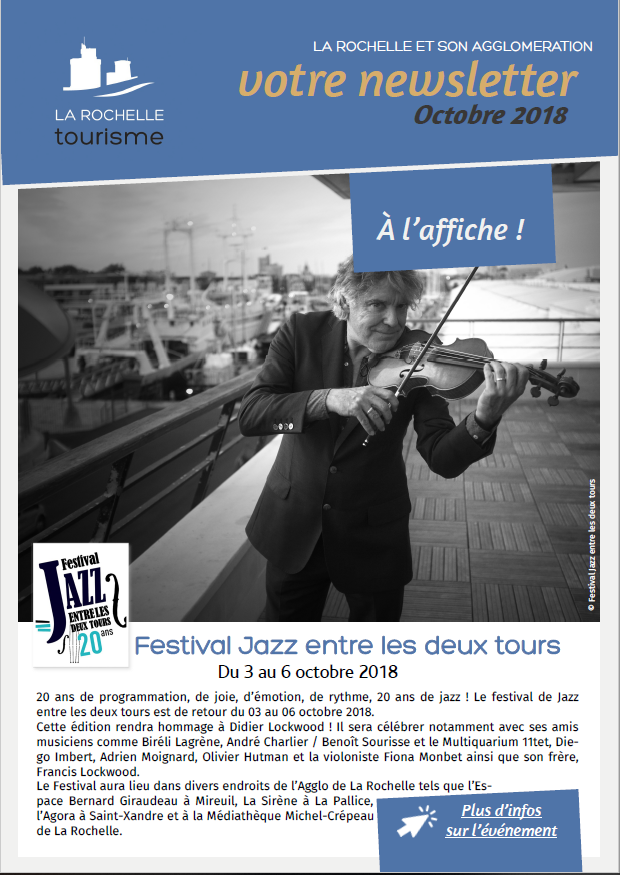 LA ROCHELLE
tourisme
LA ROCHELLE ET SON AGGLOMERATION
votre newsletter
Octobre 2018
À l'affiche !
© Festival Jazz entre les deux tours
Festival
JAZZ
ENTRE LES
DEUX TOURS
20 ans
Festival Jazz entre les deux tours
Du 3 au 6 octobre 2018
20 ans de programmation, de joie, d'émotion, de rythme, 20 ans de jazz ! Le festival de Jazz
entre les deux tours est de retour du 03 au 06 octobre 2018.
Cette édition rendra hommage à Didier Lockwood ! Il sera célébrer notamment avec ses amis
musiciens comme Biréli Lagrène, André Charlier / Benoît Sourisse et le Multiquarium 11tet, Die-
go Imbert, Adrien Moignard, Olivier Hutman et la violoniste Fiona Monbet ainsi que son frère,
Francis Lockwood.
Le Festival aura lieu dans divers endroits de l'Agglo de La Rochelle tels que l'Es-
pace Bernard Giraudeau à Mireuil, La Sirène à La Pallice,
l'Agora à Saint-Xandre et à la Médiathèque Michel-Crépeau
de La Rochelle.
Plus d'infos
sur l'événement